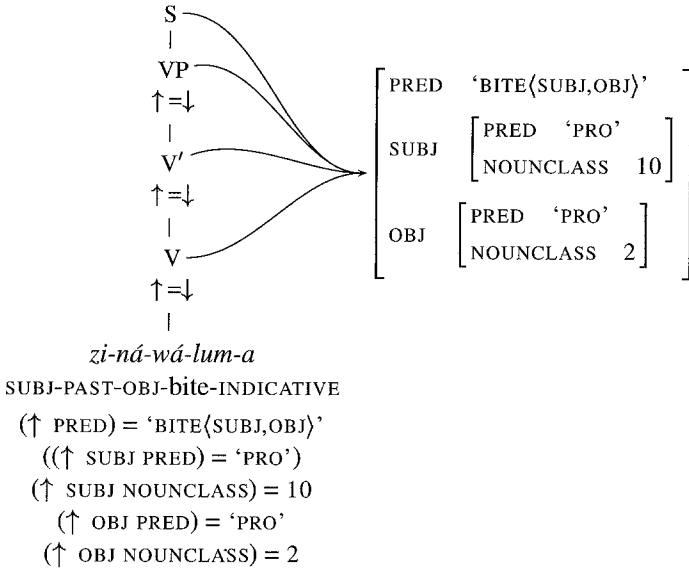 S
VP
↑=↓
V′
↑=↓
V
↑=↓
PRED ‘BITE⟨SUBJ,OBJ⟩’
SUBJ [PRED ‘PRO’
NOUNCLASS 10]
OBJ [PRED ‘PRO’
NOUNCLASS 2]
zi-ná-wá-lum-a
SUBJ-PAST-OBJ-bite-INDICATIVE
(↑ PRED) = ‘BITE⟨SUBJ,OBJ⟩’
((↑ SUBJ PRED) = ‘PRO’)
(↑ SUBJ NOUNCLASS) = 10
(↑ OBJ PRED) = ‘PRO’
(↑ OBJ NOUNCLASS) = 2